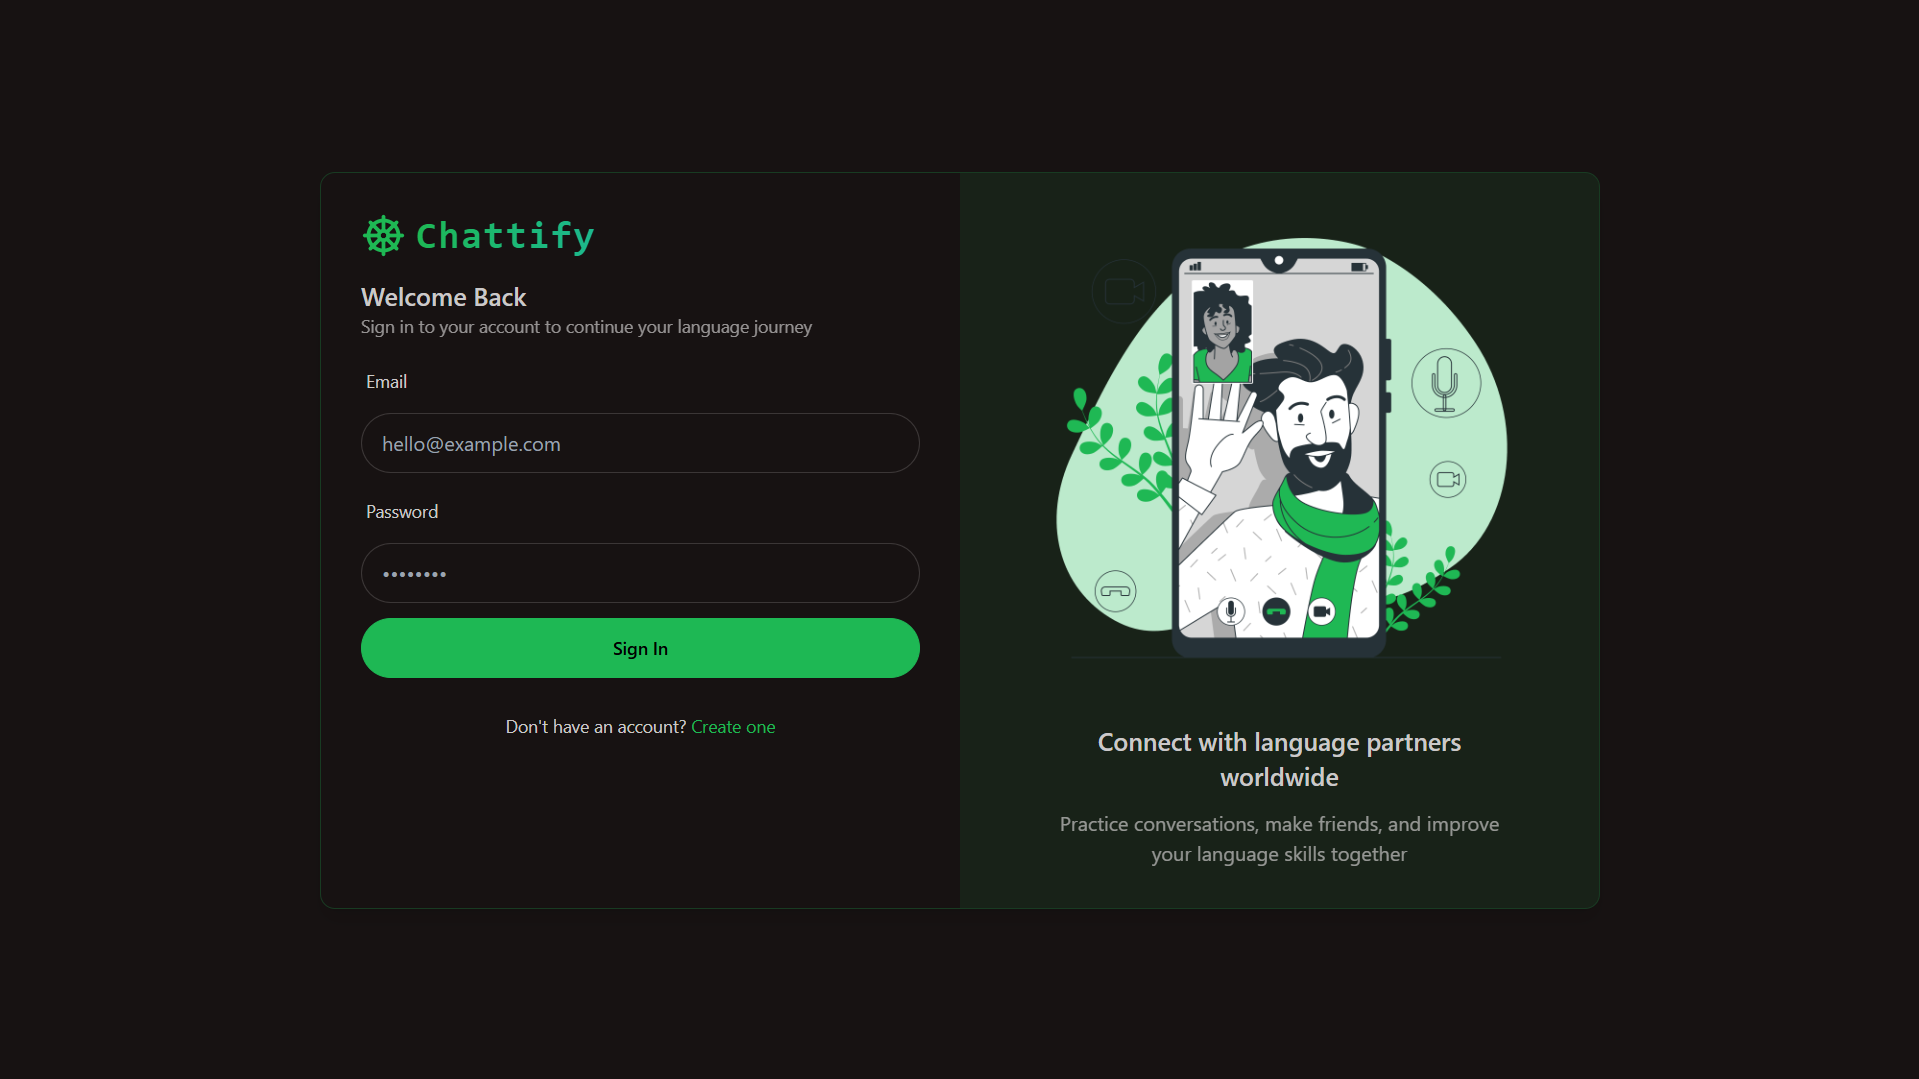 Chattify
Welcome Back
Sign in to your account to continue your language journey
Email
hello@example.com
Password
••••••••
Sign In
Don't have an account? Create one
Connect with language partners
worldwide
Practice conversations, make friends, and improve
your language skills together